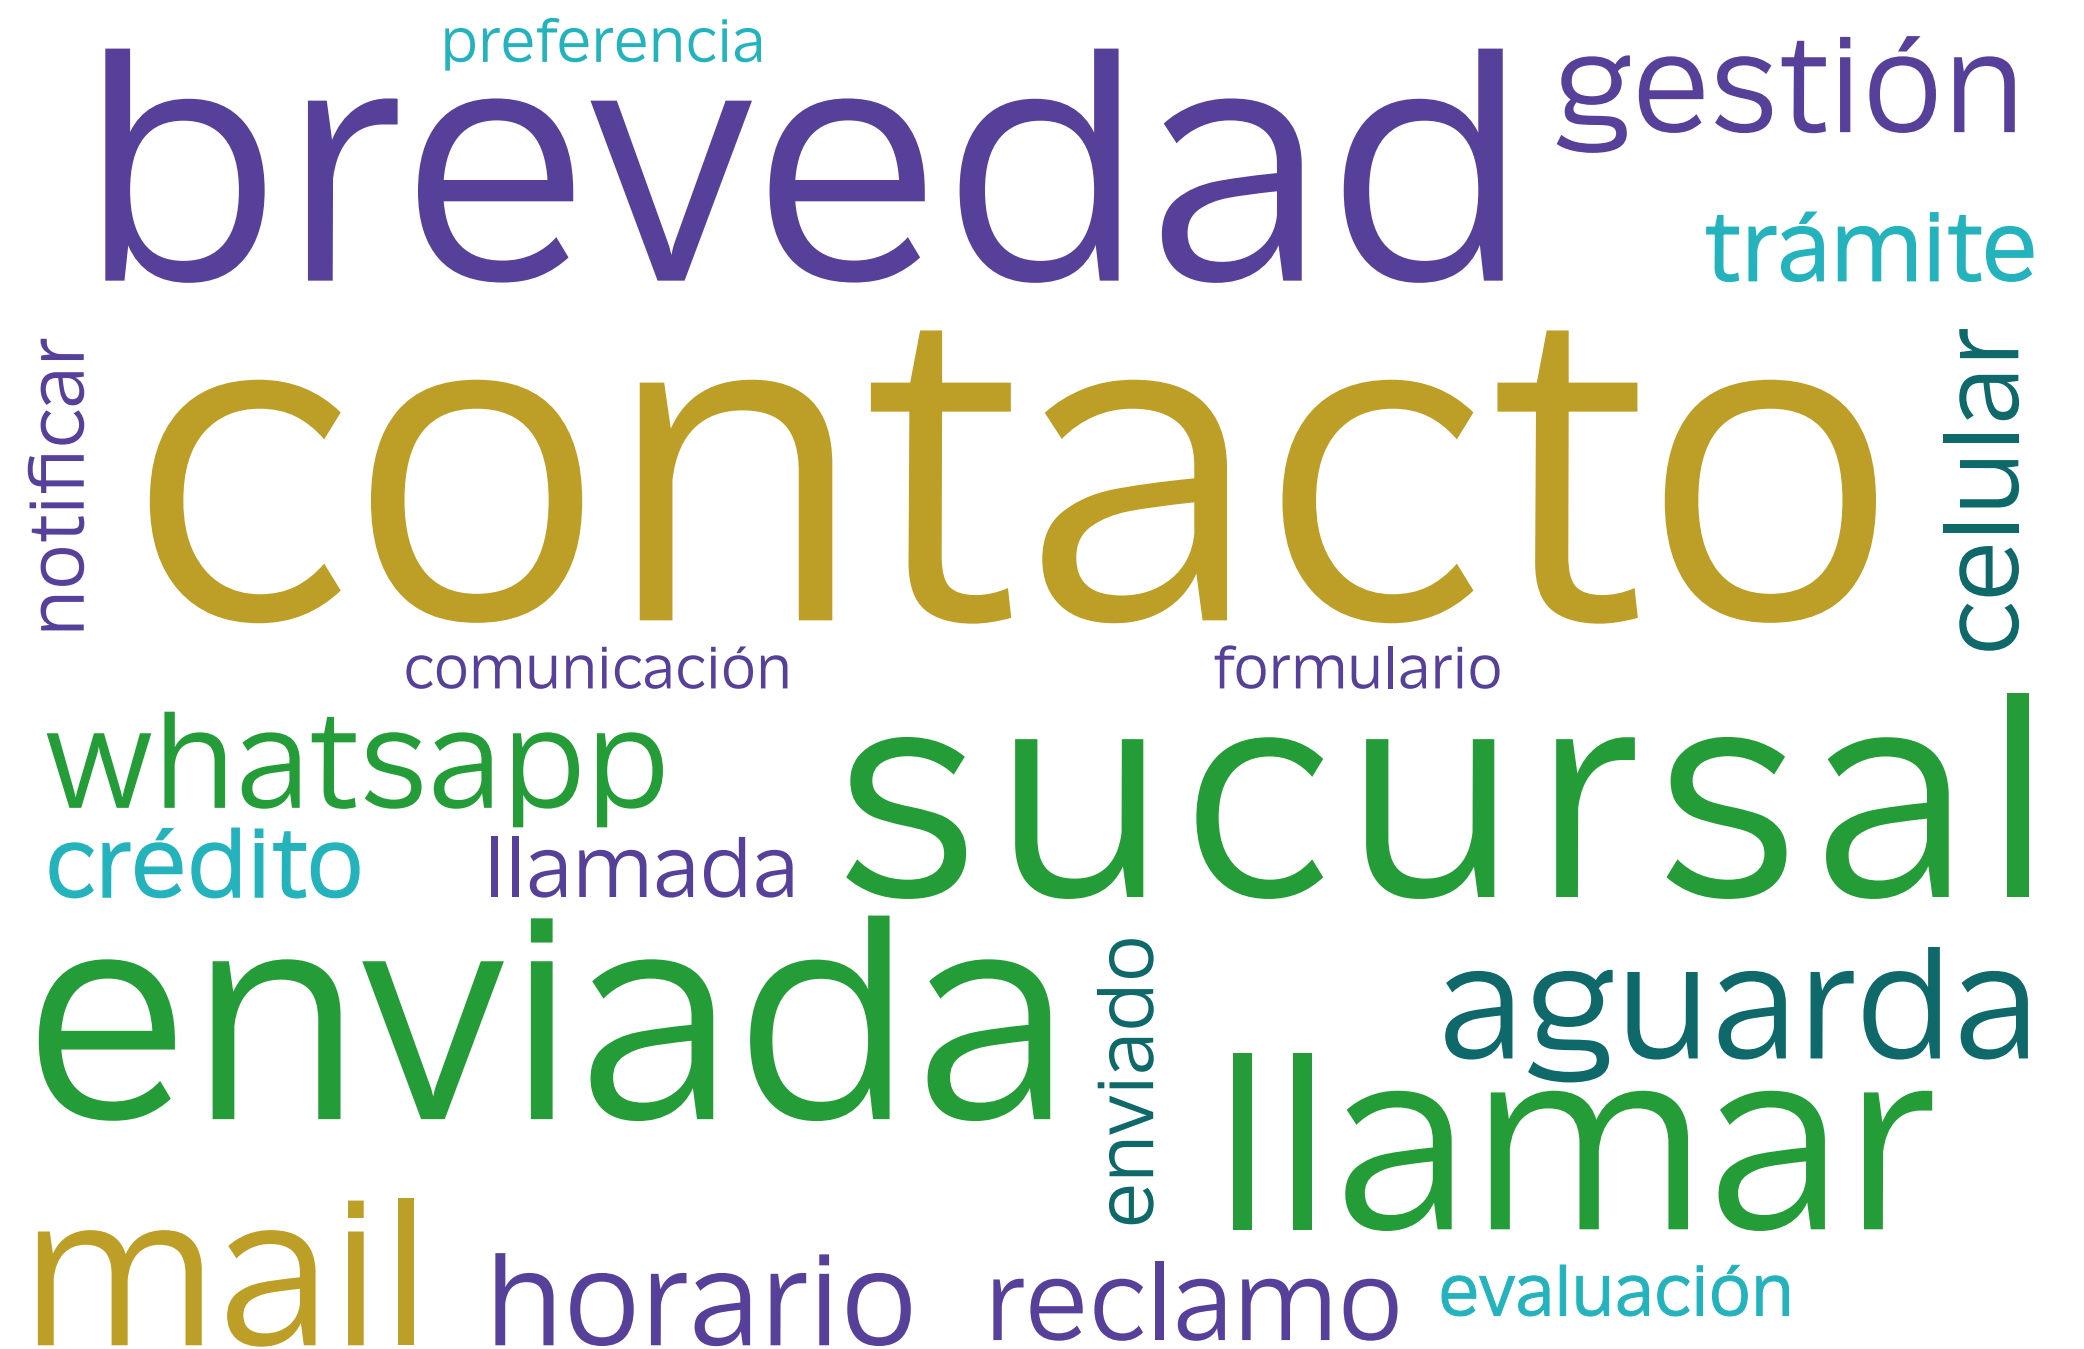 preferencia
brevedad
gestión
trámite
notificar
contacto
celular
comunicación
formulario
whatsapp
sucursal
crédito
llamada
enviada
enviado
aguarda
llamar
mail
horario
reclamo
evaluación